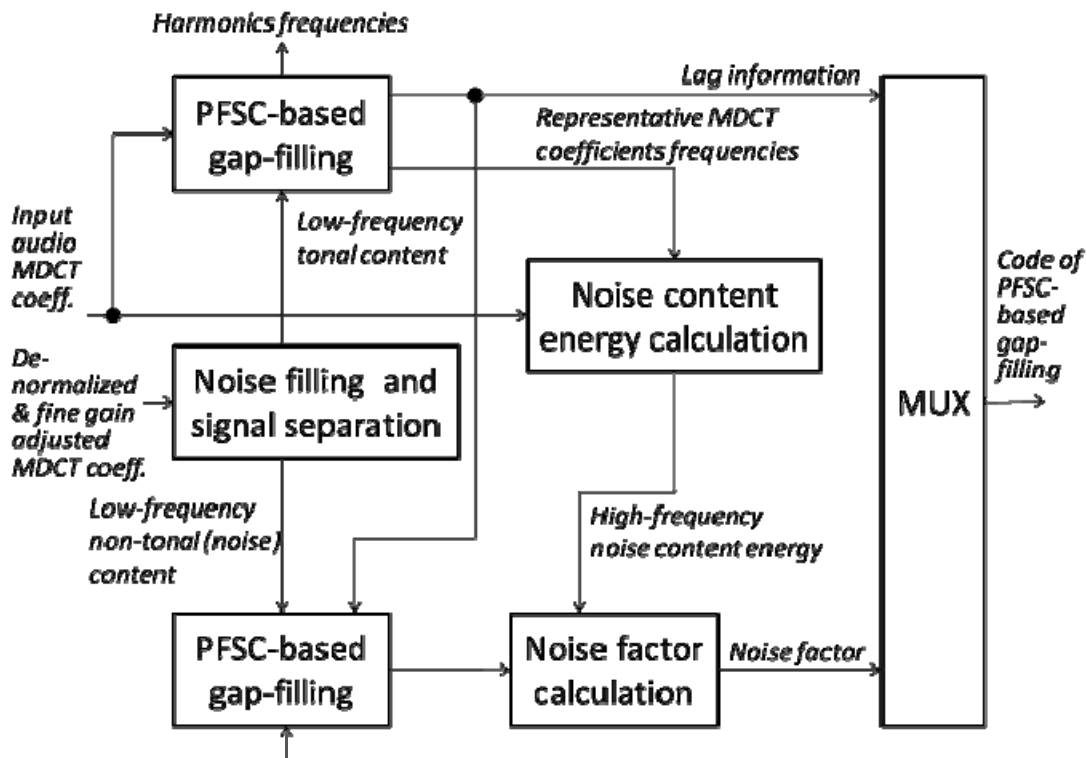 Harmonics frequencies
PFSC-based
gap-filling
Lag information
Representative MDCT
coefficients frequencies
Input
audio
MDCT
coeff.
Low-frequency
tonal content
Noise content
energy calculation
De-
normalized
& fine gain
adjusted
MDCT coeff.
Noise filling and
signal separation
MUX
Code of
PFSC-
based
gap-
filling
Low-frequency
non-tonal (noise)
content
High-frequency
noise content energy
PFSC-based
gap-filling
Noise factor
calculation
Noise factor